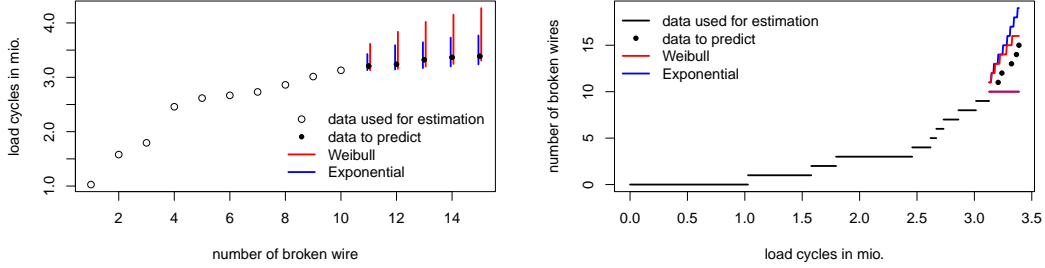 load cycles in mio.
4.0
3.0
2.0
1.0
data used for estimation
data to predict
Weibull
Exponential
2 4 6 8 10 12 14
number of broken wire
number of broken wires
15
10
5
0
data used for estimation
data to predict
Weibull
Exponential
0.0 0.5 1.0 1.5 2.0 2.5 3.0 3.5
load cycles in mio.